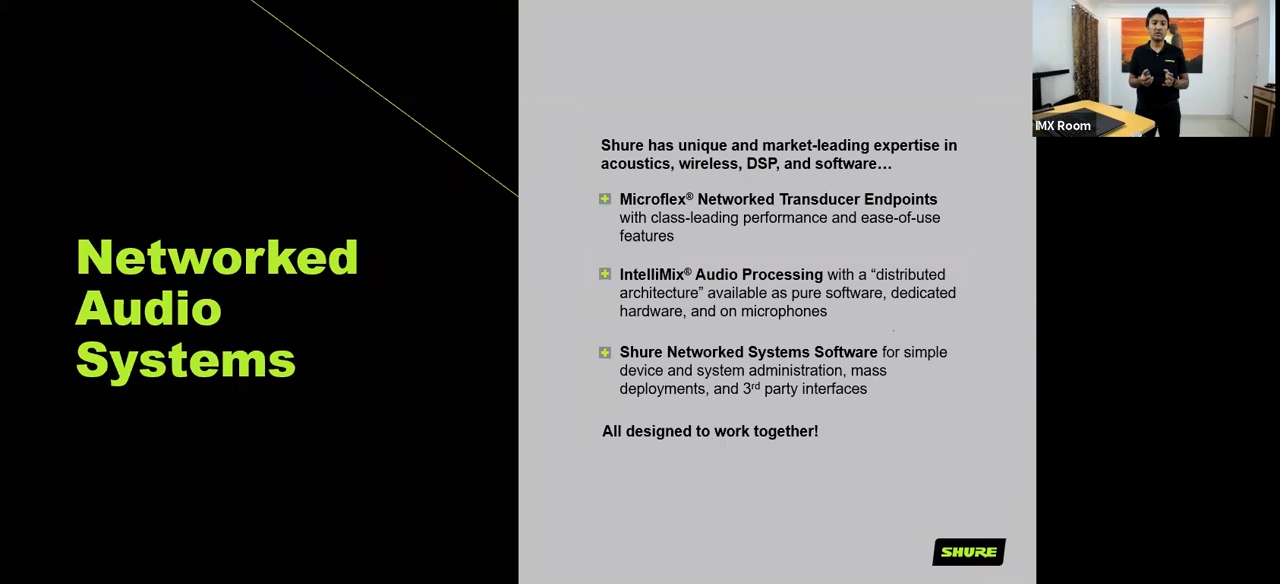 Networked
Audio
Systems
Shure has unique and market-leading expertise in
acoustics, wireless, DSP, and software…
Microflex® Networked Transducer Endpoints
with class-leading performance and ease-of-use
features
IntelliMix® Audio Processing with a “distributed
architecture” available as pure software, dedicated
hardware, and on microphones
Shure Networked Systems Software for simple
device and system administration, mass
deployments, and 3rd party interfaces
All designed to work together!
SHURE
IMX Room